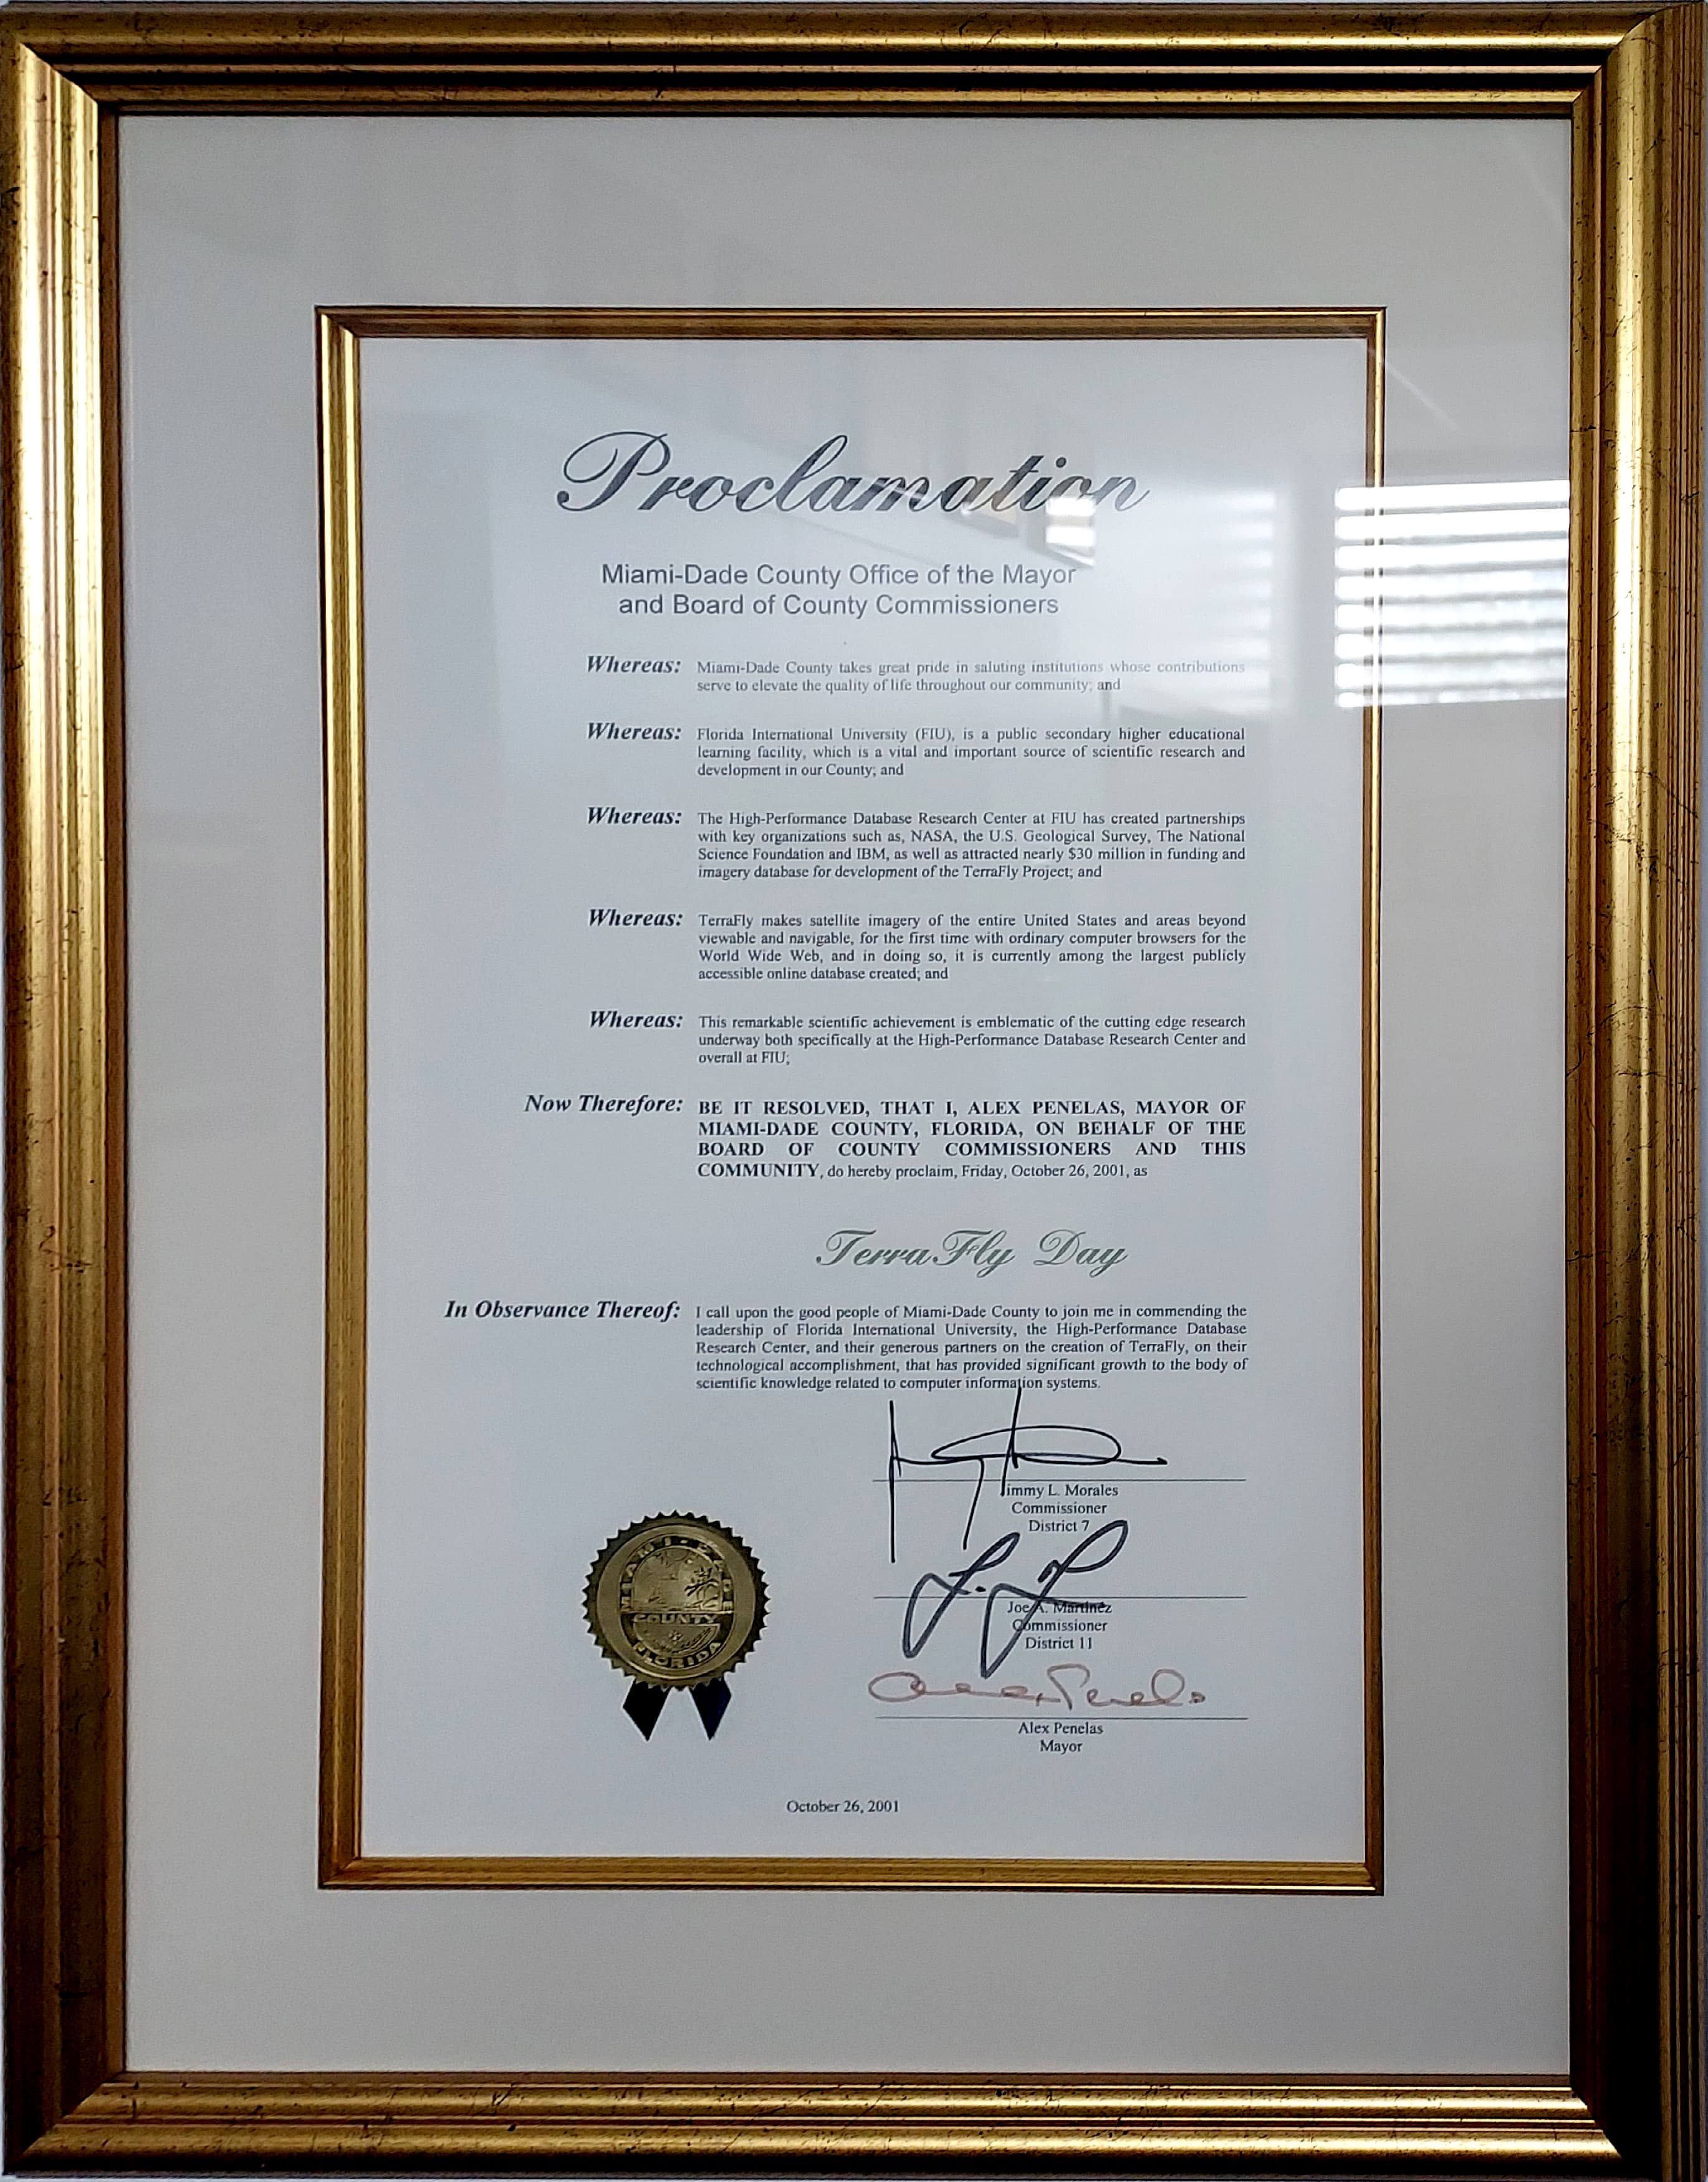 Proclamation
Miami-Dade County Office of the Mayor
and Board of County Commissioners
Whereas: Miami-Dade County takes great pride in saluting institutions whose contributions
serve to elevate the quality of life throughout our community; and
Whereas: Florida International University (FIU), is a public secondary higher educational
learning facility, which is a vital and important source of scientific research and
development in our County; and
Whereas: The High-Performance Database Research Center at FIU has created partnerships
with key organizations such as, NASA, the U.S. Geological Survey, The National
Science Foundation and IBM, as well as attracted nearly $30 million in funding and
imagery database for development of the TerraFly Project; and
Whereas: TerraFly makes satellite imagery of the entire United States and areas beyond
viewable and navigable, for the first time with ordinary computer browsers for the
World Wide Web, and in doing so, it is currently among the largest publicly
accessible online database created; and
Whereas: This remarkable scientific achievement is emblematic of the cutting edge research
underway both specifically at the High-Performance Database Research Center and
overall at FIU;
Now Therefore: BE IT RESOLVED, THAT I, ALEX PENELAS, MAYOR OF
MIAMI-DADE COUNTY, FLORIDA, ON BEHALF OF THE
BOARD OF COUNTY COMMISSIONERS AND THIS
COMMUNITY, do hereby proclaim, Friday, October 26, 2001, as
TerraFly Day
In Observance Thereof: I call upon the good people of Miami-Dade County to join me in commending the
leadership of Florida International University, the High-Performance Database
Research Center, and their generous partners on the creation of TerraFly, on their
technological accomplishment, that has provided significant growth to the body of
scientific knowledge related to computer information systems.
Jimmy L. Morales
Commissioner
District 7
Joe A. Martinez
Commissioner
District 11
Alex Penelas
Alex Penelas
Mayor
MIAMI-DADE
COUNTY
FLORIDA
October 26, 2001